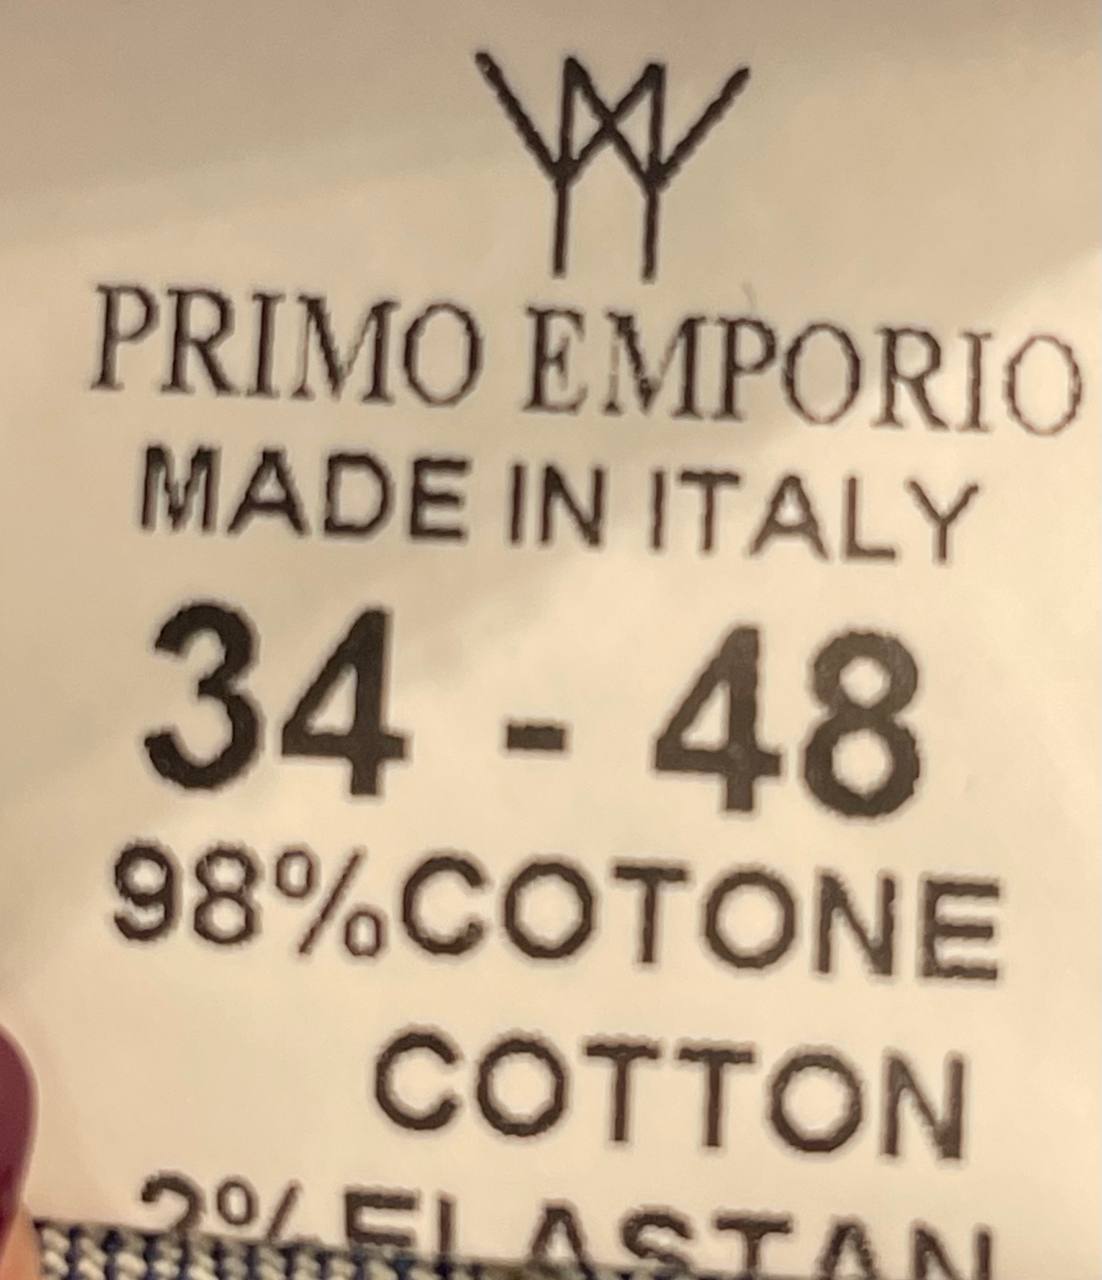 PRIMO EMPORIO
MADE IN ITALY
34 - 48
98%COTONE
COTTON
2% ELASTAN